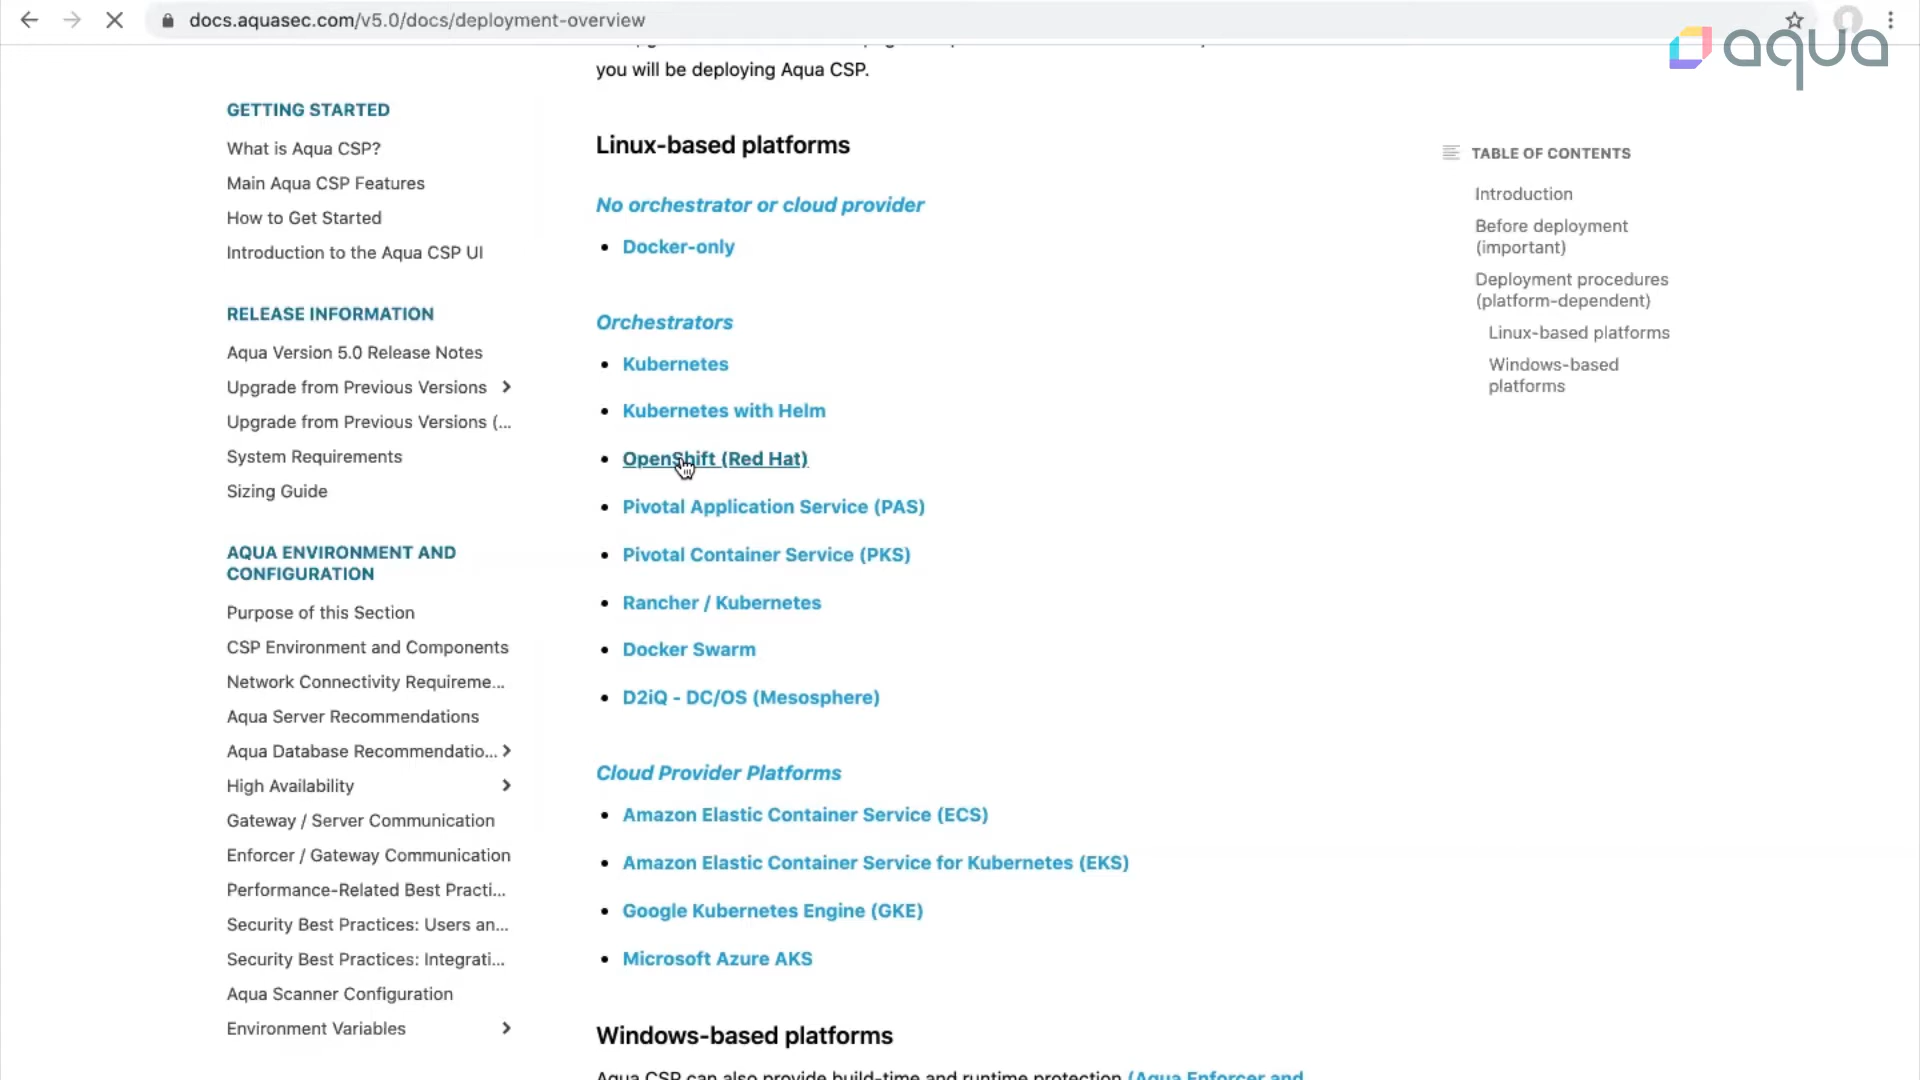 docs.aquasec.com/v5.0/docs/deployment-overview
aqua
you will be deploying Aqua CSP.
GETTING STARTED
What is Aqua CSP?
Main Aqua CSP Features
How to Get Started
Introduction to the Aqua CSP UI
RELEASE INFORMATION
Aqua Version 5.0 Release Notes
Upgrade from Previous Versions
Upgrade from Previous Versions (...
System Requirements
Sizing Guide
AQUA ENVIRONMENT AND
CONFIGURATION
Purpose of this Section
CSP Environment and Components
Network Connectivity Requireme...
Aqua Server Recommendations
Aqua Database Recommendatio...
High Availability
Gateway / Server Communication
Enforcer / Gateway Communication
Performance-Related Best Practi...
Security Best Practices: Users an...
Security Best Practices: Integrati...
Aqua Scanner Configuration
Environment Variables
Linux-based platforms
No orchestrator or cloud provider
Docker-only
Orchestrators
Kubernetes
Kubernetes with Helm
OpenShift (Red Hat)
Pivotal Application Service (PAS)
Pivotal Container Service (PKS)
Rancher / Kubernetes
Docker Swarm
D2iQ - DC/OS (Mesosphere)
Cloud Provider Platforms
Amazon Elastic Container Service (ECS)
Amazon Elastic Container Service for Kubernetes (EKS)
Google Kubernetes Engine (GKE)
Microsoft Azure AKS
Windows-based platforms
Aqua CSP can also provide build-time and runtime protection (Aqua Enforcer and
TABLE OF CONTENTS
Introduction
Before deployment
(important)
Deployment procedures
(platform-dependent)
Linux-based platforms
Windows-based
platforms